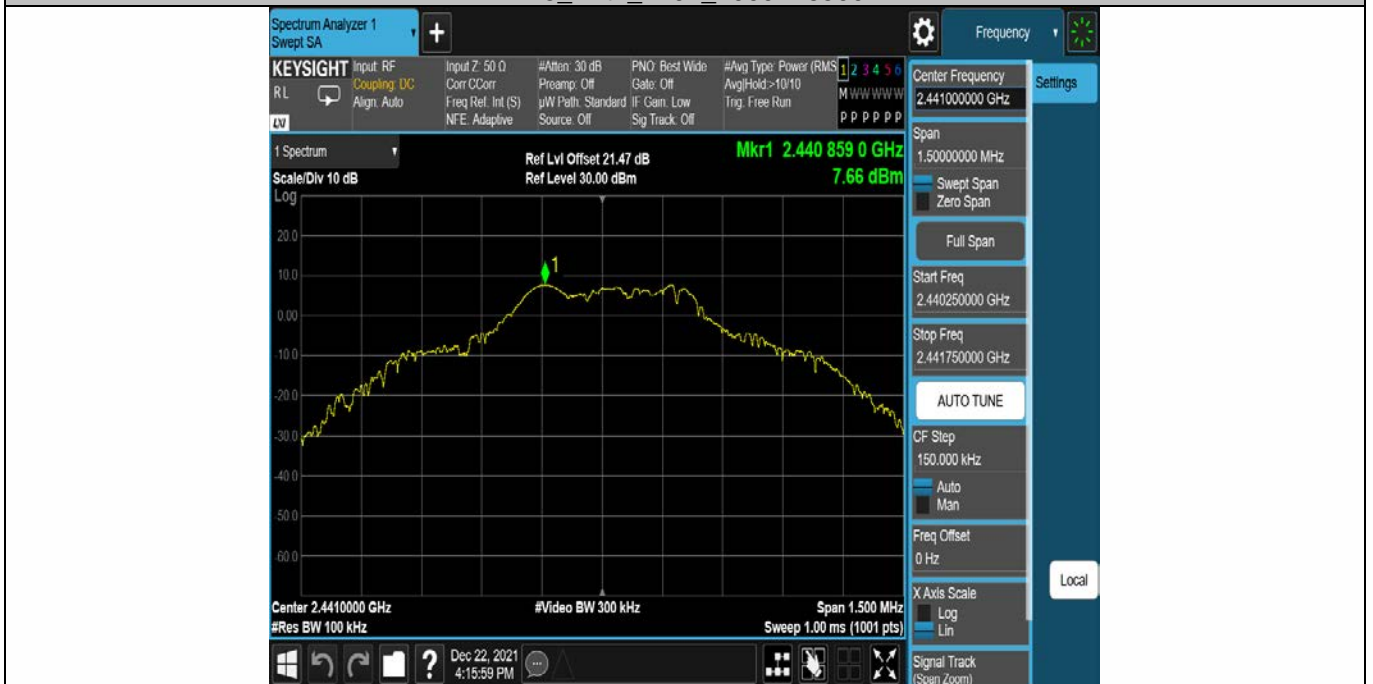 Spectrum Analyzer 1
Swept SA
+
Frequency
KEYSIGHT
RL
LXI
Input: RF
Coupling: DC
Align: Auto
Input Z: 50 Ω
Corr CCorr
Freq Ref: Int (S)
NFE: Adaptive
#Atten: 30 dB
Preamp: Off
µW Path: Standard
Source: Off
PNO: Best Wide
Gate: Off
IF Gain: Low
Sig Track: Off
#Avg Type: Power (RMS
Avg|Hold:>10/10
Trig: Free Run
1 2 3 4 5 6
M W W W W W
P P P P P P
1 Spectrum
Scale/Div 10 dB
Log
Ref Lvl Offset 21.47 dB
Ref Level 30.00 dBm
Mkr1 2.440 859 0 GHz
7.66 dBm
1
20.0
10.0
0.00
-10.0
-20.0
-30.0
-40.0
-50.0
-60.0
Center 2.4410000 GHz
#Res BW 100 kHz
#Video BW 300 kHz
Span 1.500 MHz
Sweep 1.00 ms (1001 pts)
?
Dec 22, 2021
4:15:59 PM
Center Frequency
2.441000000 GHz
Span
1.50000000 MHz
Swept Span
Zero Span
Full Span
Start Freq
2.440250000 GHz
Stop Freq
2.441750000 GHz
AUTO TUNE
CF Step
150.000 kHz
Auto
Man
Freq Offset
0 Hz
X Axis Scale
Log
Lin
Signal Track
(Span Zoom)
Settings
Local